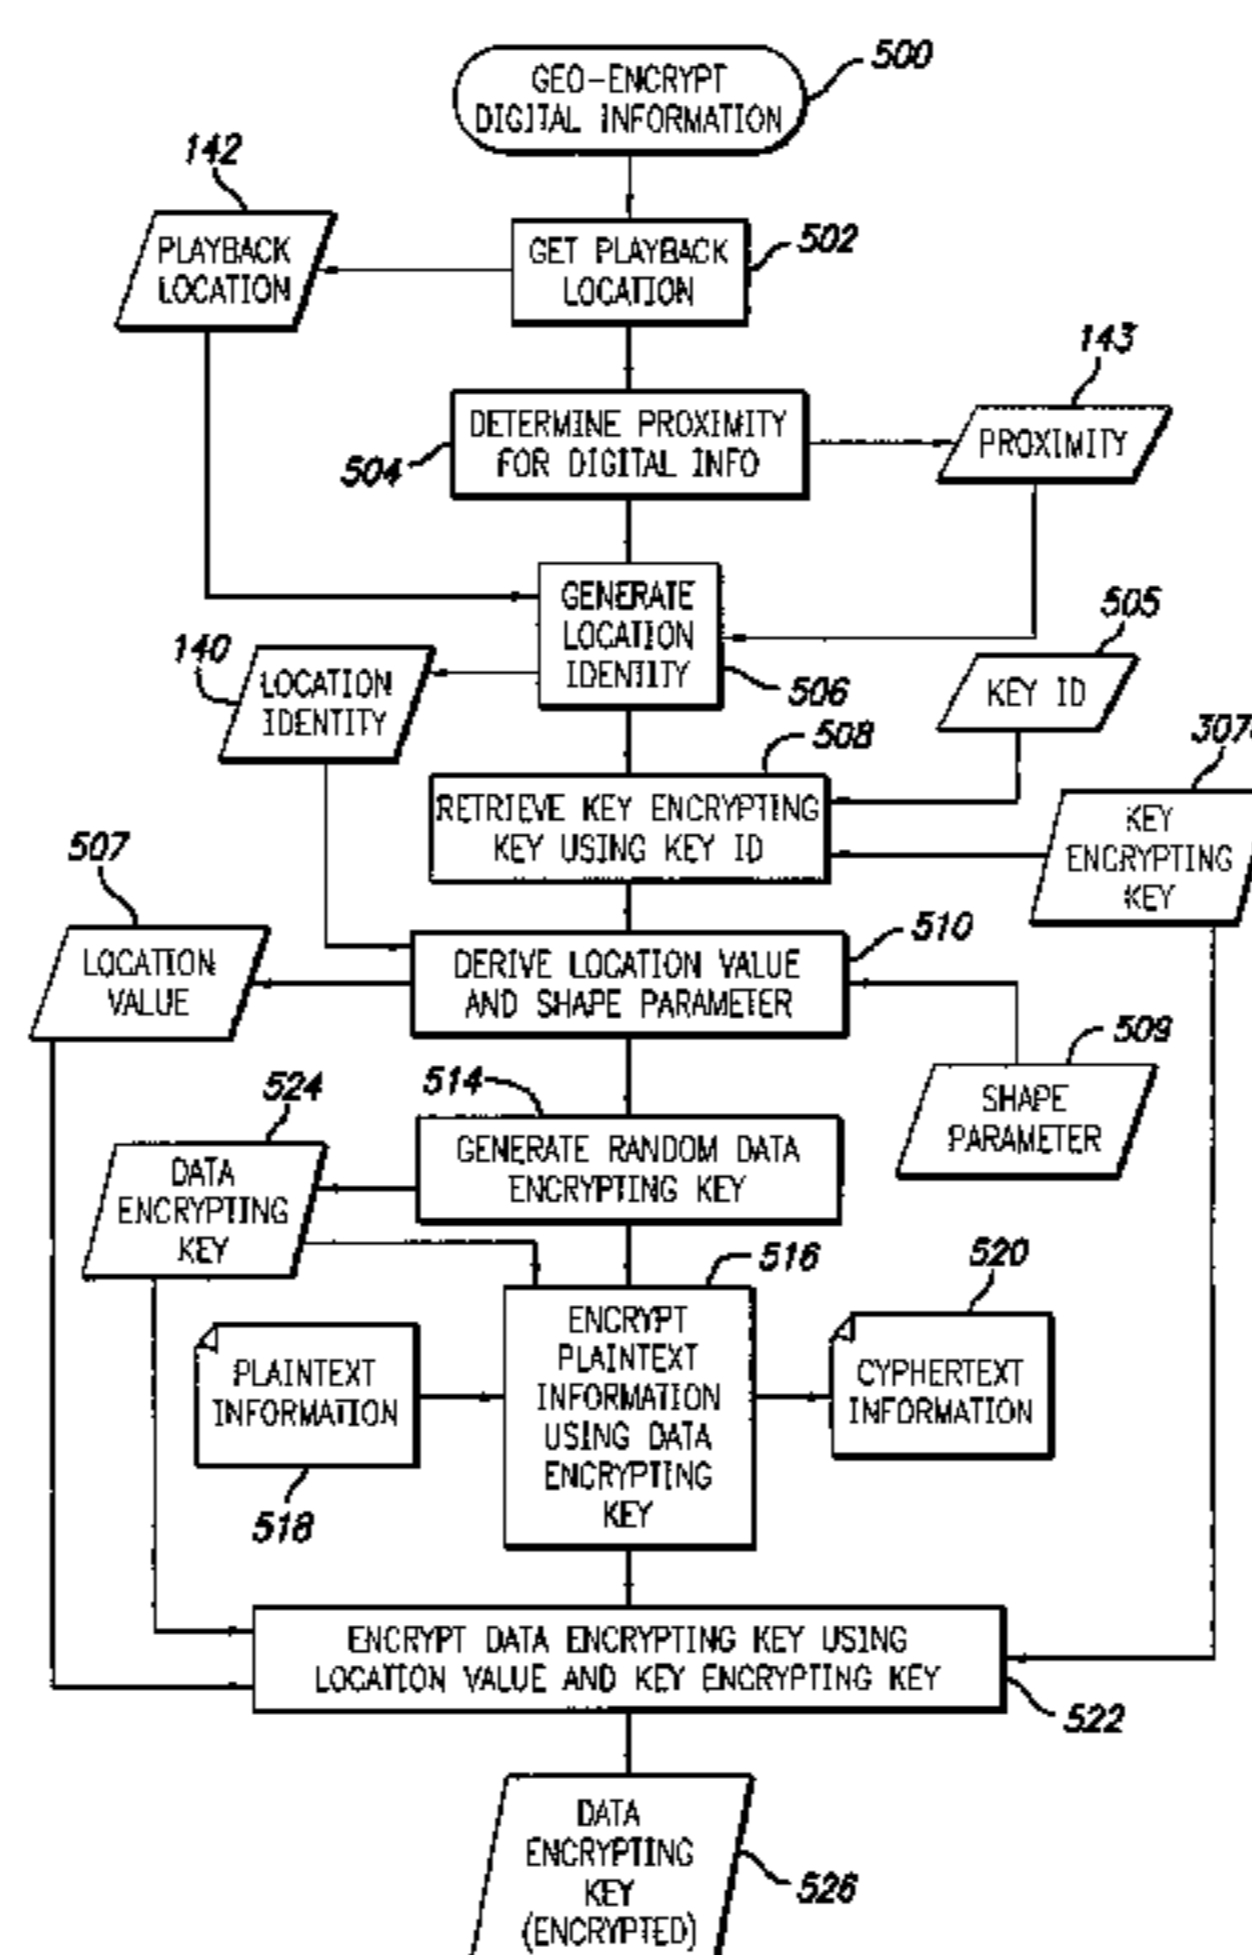 500
GEO-ENCRYPT
DIGITAL INFORMATION
142
PLAYBACK
LOCATION
GET PLAYBACK
LOCATION
502
143
DETERMINE PROXIMITY
FOR DIGITAL INFO
504
PROXIMITY
GENERATE
LOCATION
IDENTITY
506
505
KEY ID
140
LOCATION
IDENTITY
508
307
RETRIEVE KEY ENCRYPTING
KEY USING KEY ID
KEY
ENCRYPTING
KEY
507
LOCATION
VALUE
510
DERIVE LOCATION VALUE
AND SHAPE PARAMETER
509
SHAPE
PARAMETER
524
514
DATA
ENCRYPTING
KEY
GENERATE RANDOM DATA
ENCRYPTING KEY
516
520
ENCRYPT
PLAINTEXT
INFORMATION
USING DATA
ENCRYPTING
KEY
PLAINTEXT
INFORMATION
518
CYPHERTEXT
INFORMATION
ENCRYPT DATA ENCRYPTING KEY USING
LOCATION VALUE AND KEY ENCRYPTING KEY
522
DATA
ENCRYPTING
KEY
(ENCRYPTED)
526